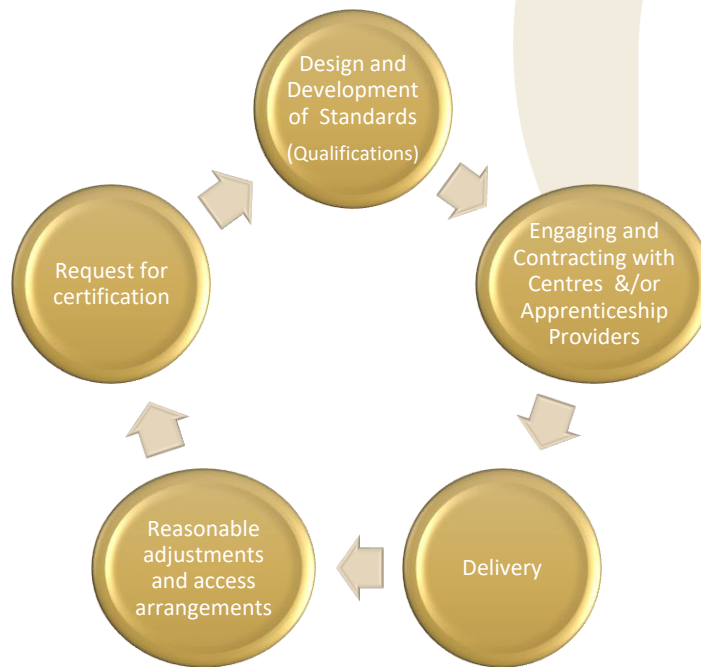 Design and
Development
of Standards
(Qualifications)
Engaging and
Contracting with
Centres &/or
Apprenticeship
Providers
Delivery
Reasonable
adjustments
and access
arrangements
Request for
certification